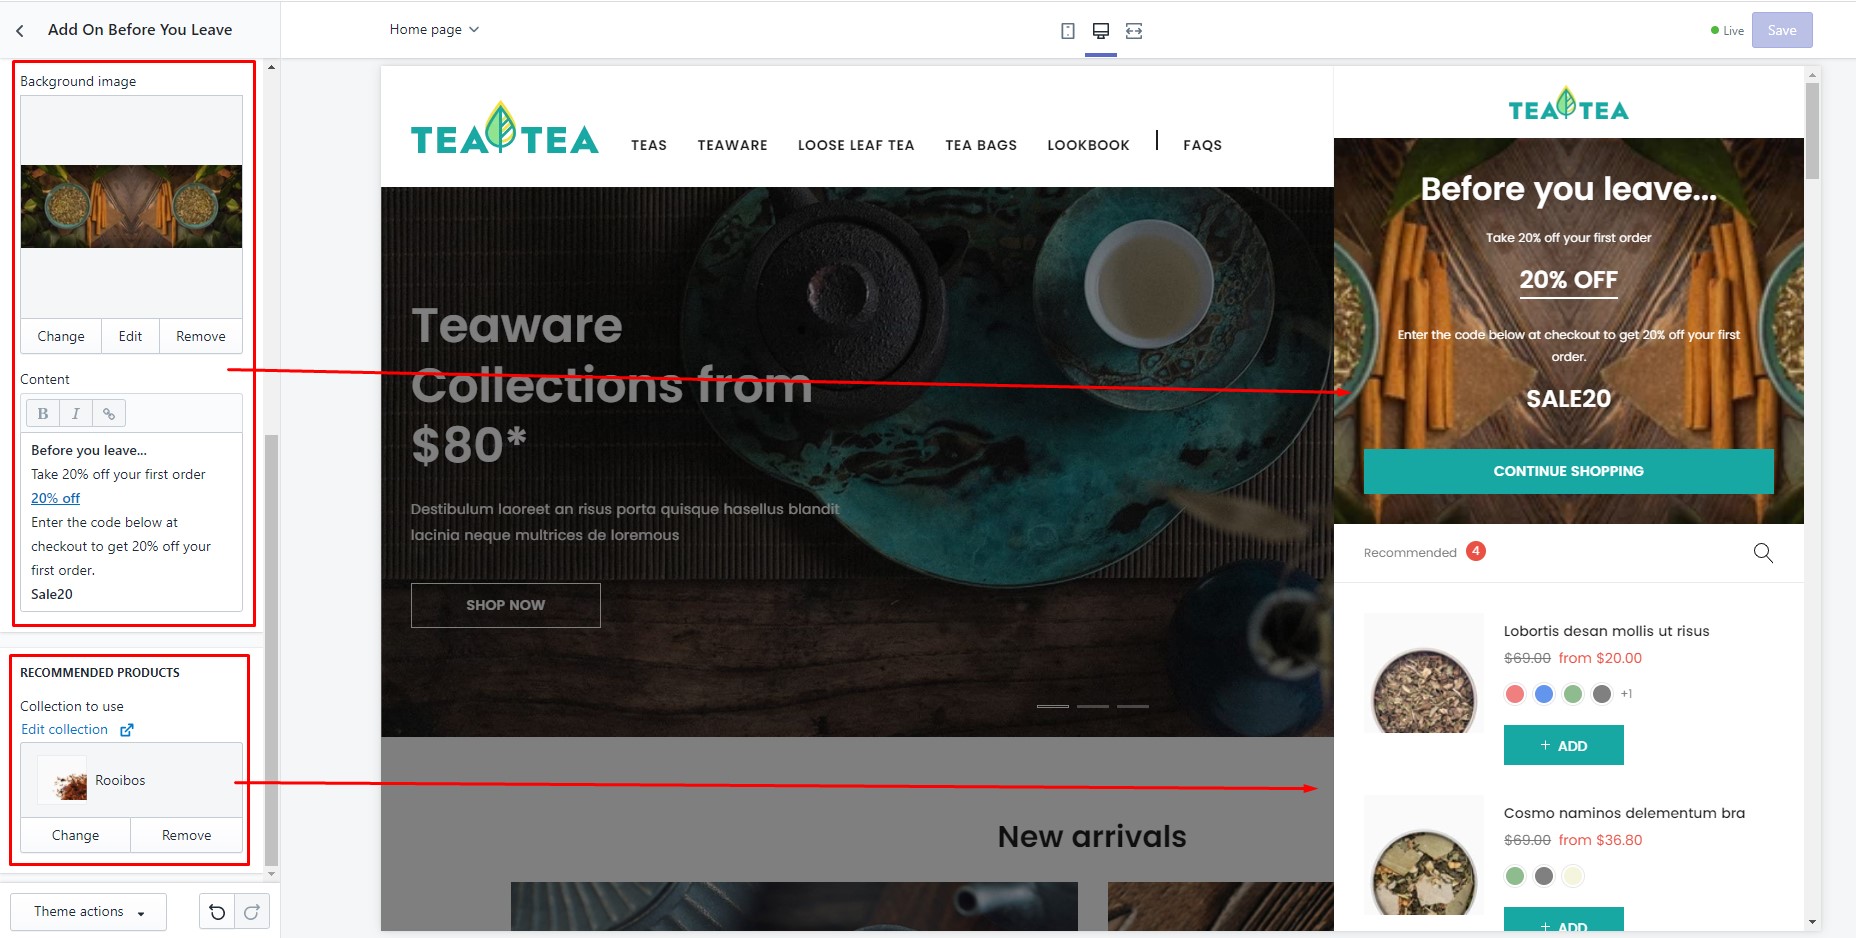 Add On Before You Leave
Home page
Live
Save
Background image
Change
Edit
Remove
Content
B
I
Before you leave...
Take 20% off your first order
20% off
Enter the code below at
checkout to get 20% off your
first order.
Sale20
RECOMMENDED PRODUCTS
Collection to use
Edit collection
Rooibos
Change
Remove
Theme actions
TEA TEA
TEAS
TEAWARE
LOOSE LEAF TEA
TEA BAGS
LOOKBOOK
FAQS
Teaware
Collections from
$80*
Destibulum laoreet an risus porta quisque hasellus blandit
lacinia neque multrices de loremous
SHOP NOW
New arrivals
TEA TEA
Before you leave...
Take 20% off your first order
20% OFF
Enter the code below at checkout to get 20% off your first
order.
SALE20
CONTINUE SHOPPING
Recommended 4
Lobortis desan mollis ut risus
$69.00 from $20.00
+1
+ ADD
Cosmo naminos delementum bra
$69.00 from $36.80
+ ADD